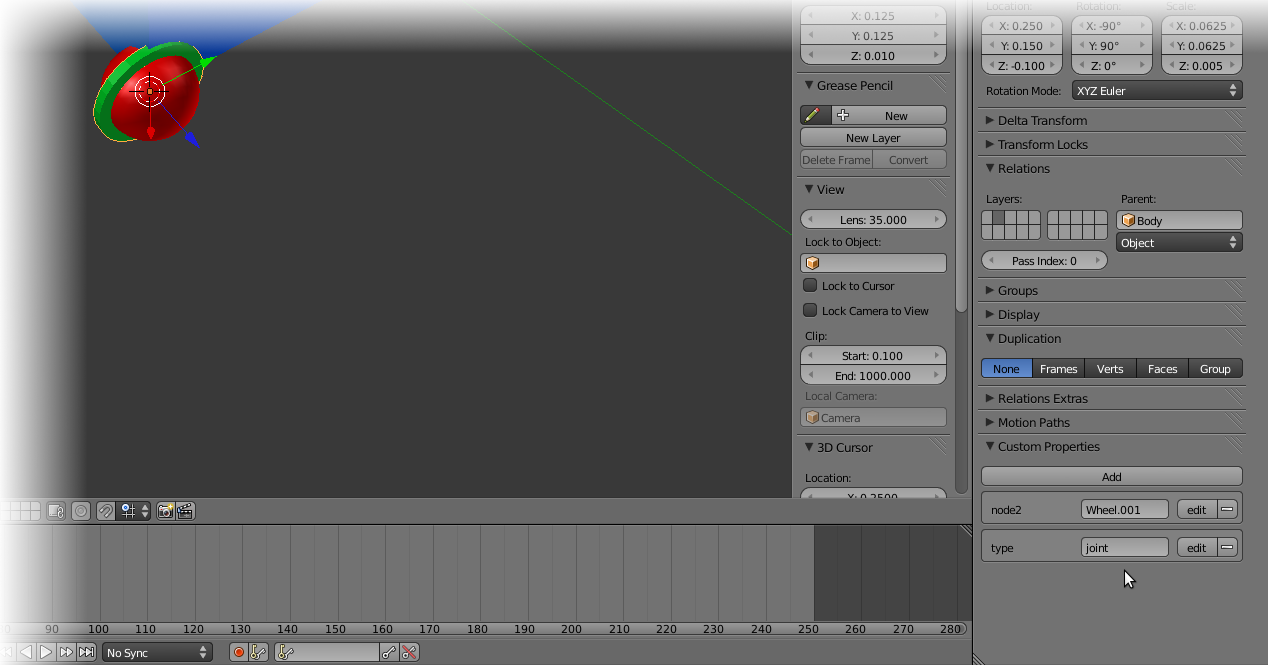 X: 0.125
Y: 0.125
Z: 0.010
Grease Pencil
New
New Layer
Delete Frame Convert
View
Lens: 35.000
Lock to Object:
Lock to Cursor
Lock Camera to View
Clip:
Start: 0.100
End: 1000.000
Local Camera:
Camera
3D Cursor
Location:
X: 0.2500
Location: Rotation: Scale:
X: 0.250 X: -90° X: 0.0625
Y: 0.150 Y: 90° Y: 0.0625
Z: -0.100 Z: 0° Z: 0.005
Rotation Mode: XYZ Euler
Delta Transform
Transform Locks
Relations
Layers: Parent:
Body
Object
Pass Index: 0
Groups
Display
Duplication
None Frames Verts Faces Group
Relations Extras
Motion Paths
Custom Properties
Add
node2 Wheel.001 edit
type joint edit
90 100 110 120 130 140 150 160 170 180 190 200 210 220 230 240 250 260 270 280
No Sync